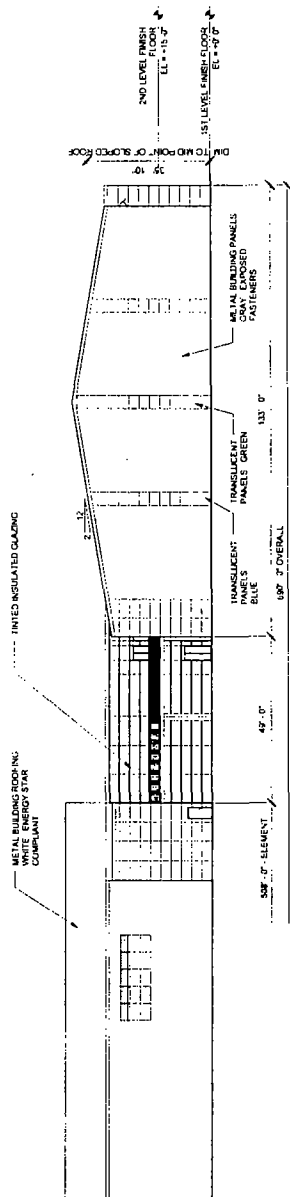 METAL BUILDING ROOFING
WHITE ENERGY STAR
COMPLIANT
TINTED INSULATED GLAZING
2
12
2ND LEVEL FINISH
FLOOR
EL = +15'-0"
1ST LEVEL FINISH FLOOR
EL = +0'-0"
35' 10"
DIM TO MID POINT OF SLOPED ROOF
TRANSLUCENT
PANELS
BLUE
TRANSLUCENT
PANELS GREEN
METAL BUILDING PANELS
GRAY EXPOSED
FASTENERS
508' - 0" - ELEMENT
49' - 0"
133' 0"
690' 3" OVERALL